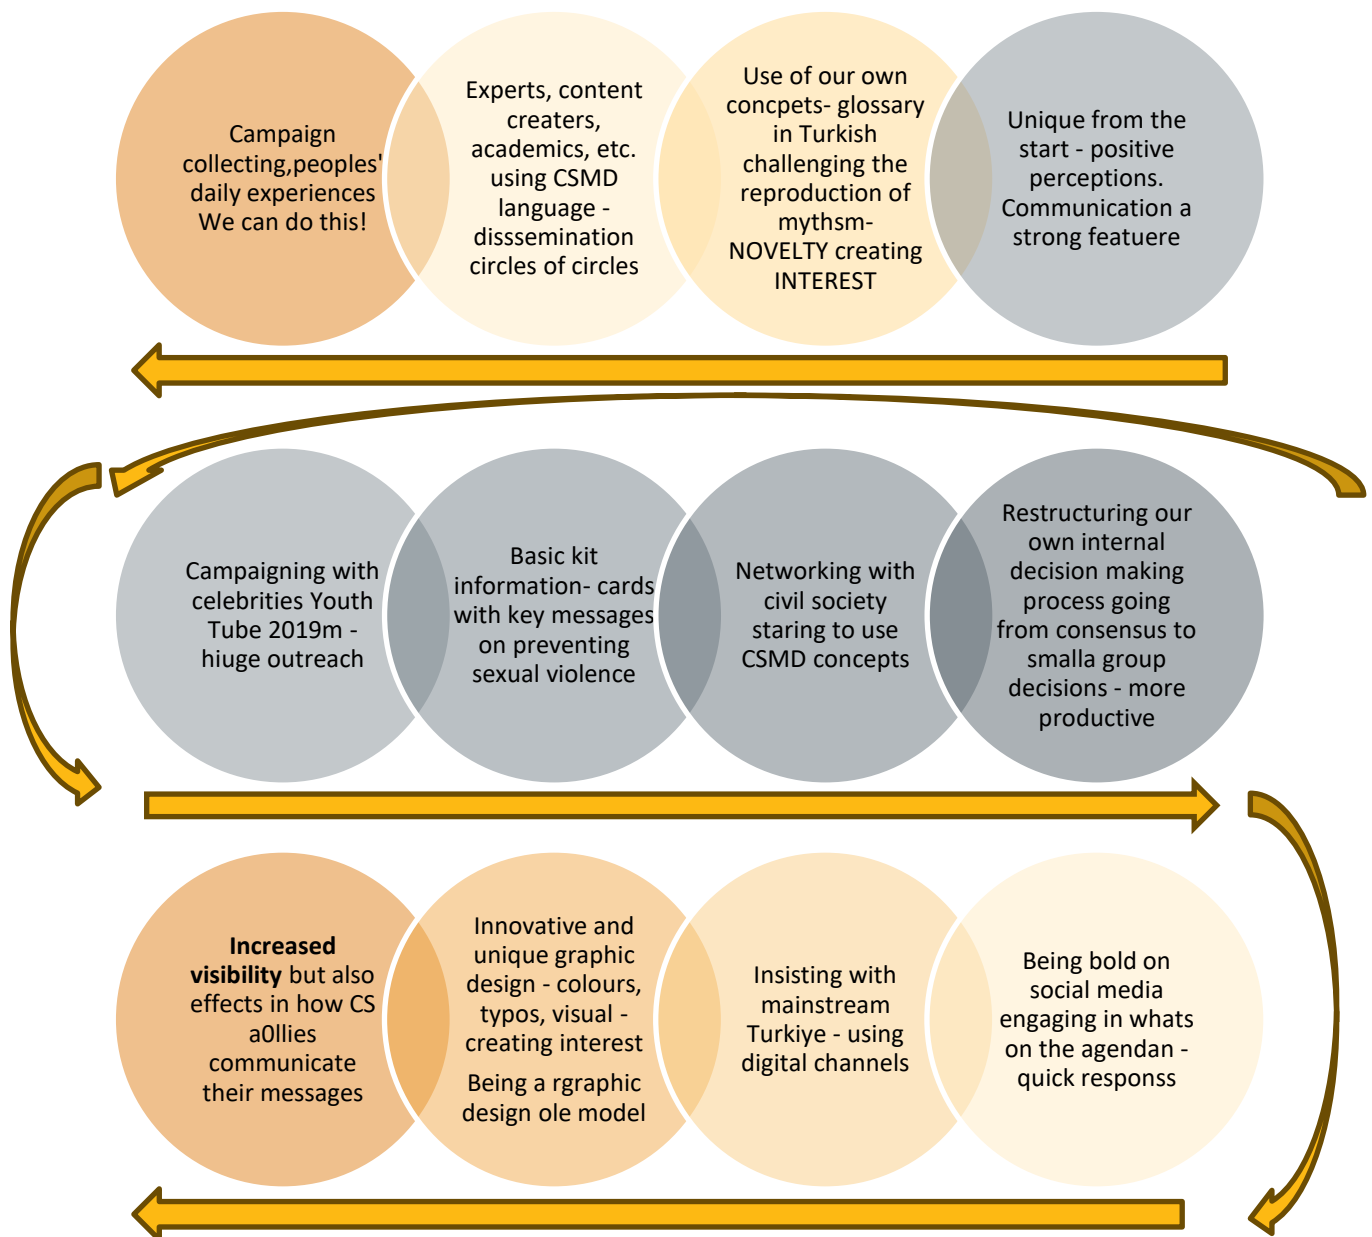 Campaign
collecting,peoples'
daily experiences
We can do this!
Experts, content
creaters,
academics, etc.
using CSMD
language -
disssemination
circles of circles
Use of our own
concpets- glossary
in Turkish
challenging the
reproduction of
mythsm-
NOVELTY creating
INTEREST
Unique from the
start - positive
perceptions.
Communication a
strong featuere
Campaigning with
celebrities Youth
Tube 2019m -
hiuge outreach
Basic kit
information- cards
with key messages
on preventing
sexual violence
Networking with
civil society
staring to use
CSMD concepts
Restructuring our
own internal
decision making
process going
from consensus to
smalla group
decisions - more
productive
Increased
visibility but also
effects in how CS
a0llies
communicate
their messages
Innovative and
unique graphic
design - colours,
typos, visual -
creating interest
Being a rgraphic
design ole model
Insisting with
mainstream
Turkiye - using
digital channels
Being bold on
social media
engaging in whats
on the agendan -
quick responss